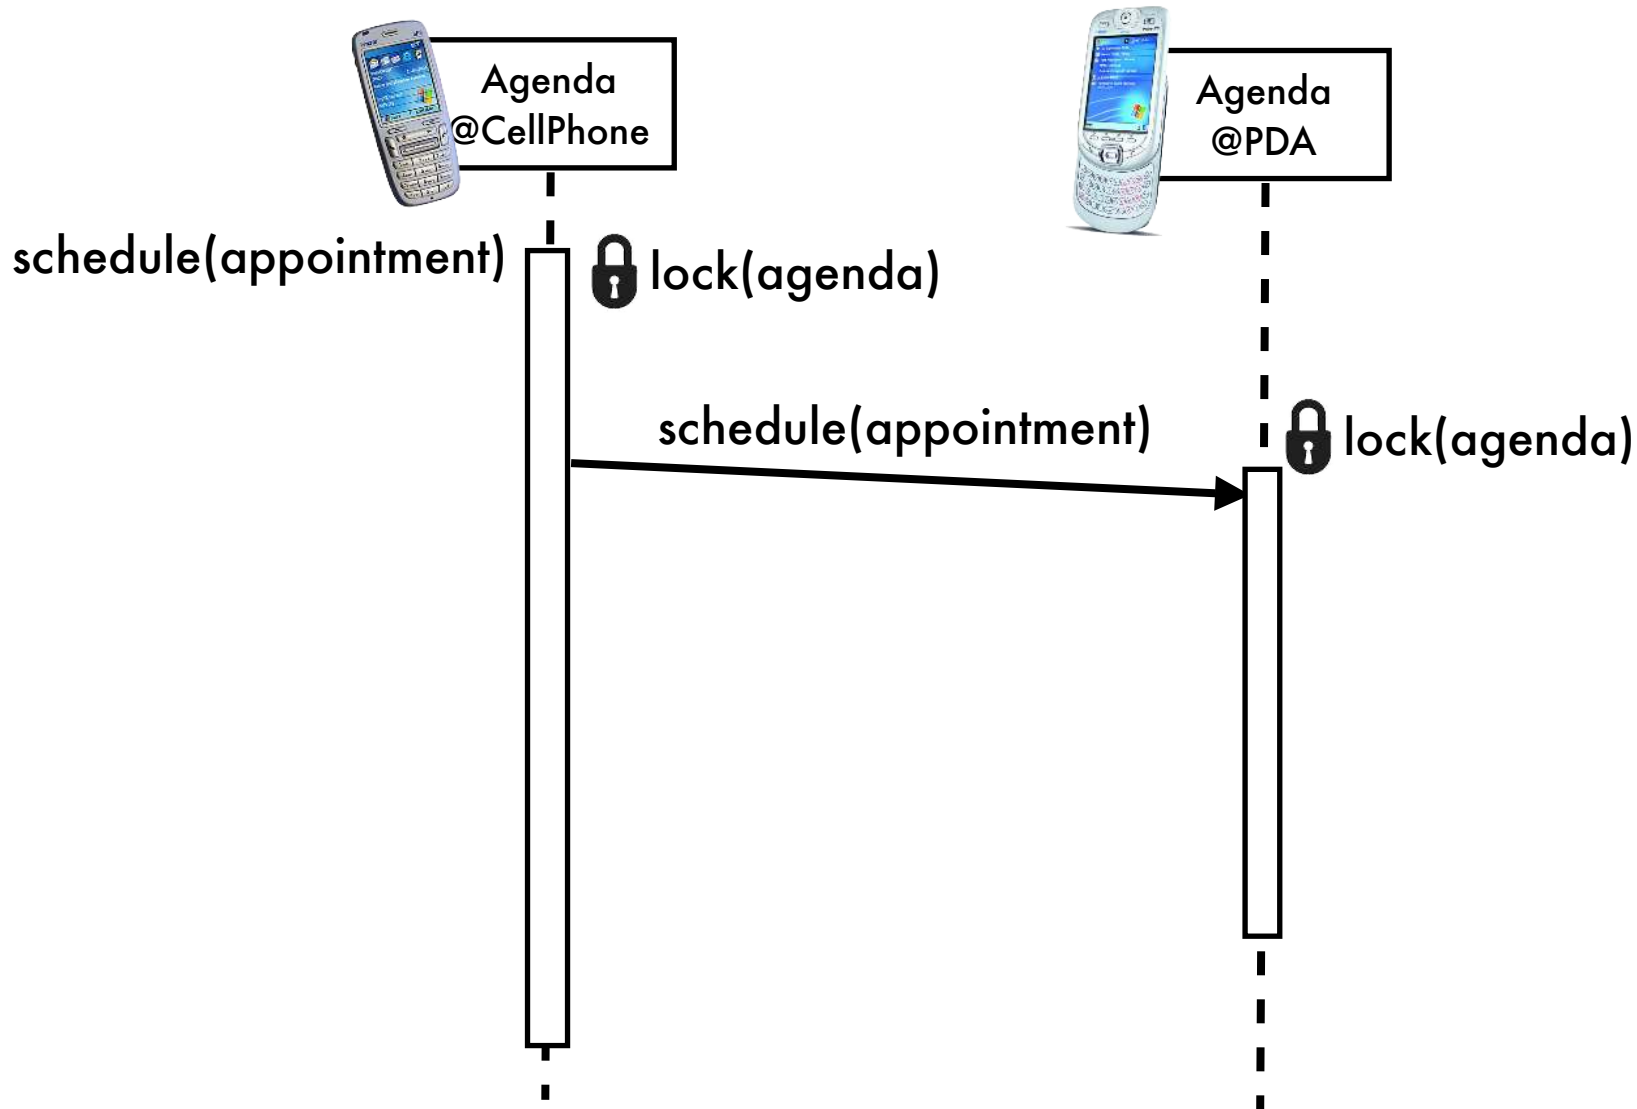 Agenda
@CellPhone
Agenda
@PDA
schedule(appointment)
lock(agenda)
schedule(appointment)
lock(agenda)